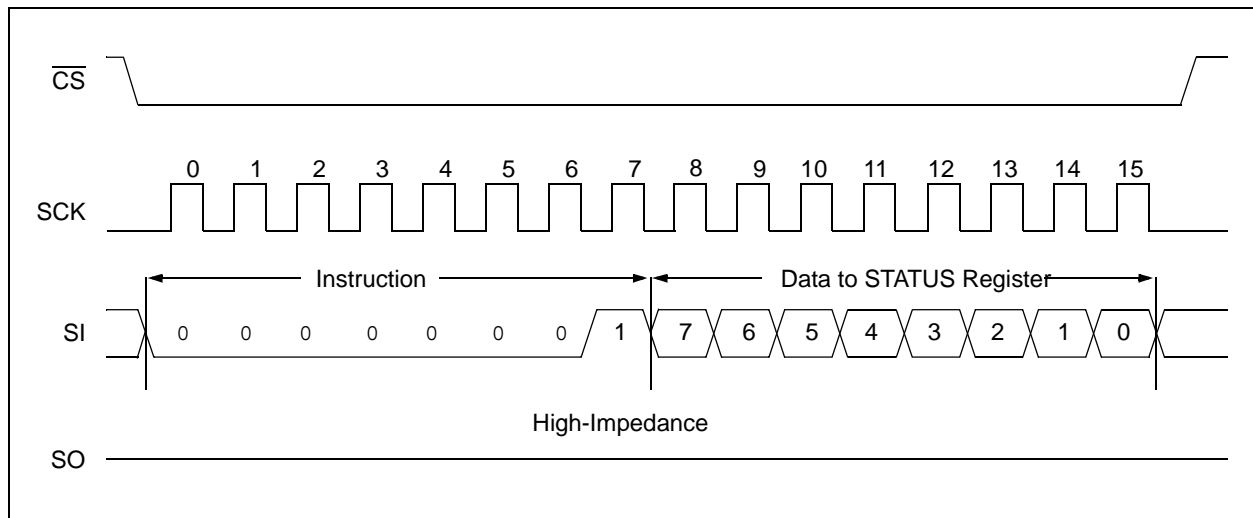 CS
0 1 2 3 4 5 6 7 8 9 10 11 12 13 14 15
SCK
Instruction Data to STATUS Register
SI 0 0 0 0 0 0 0 1 7 6 5 4 3 2 1 0
High-Impedance
SO